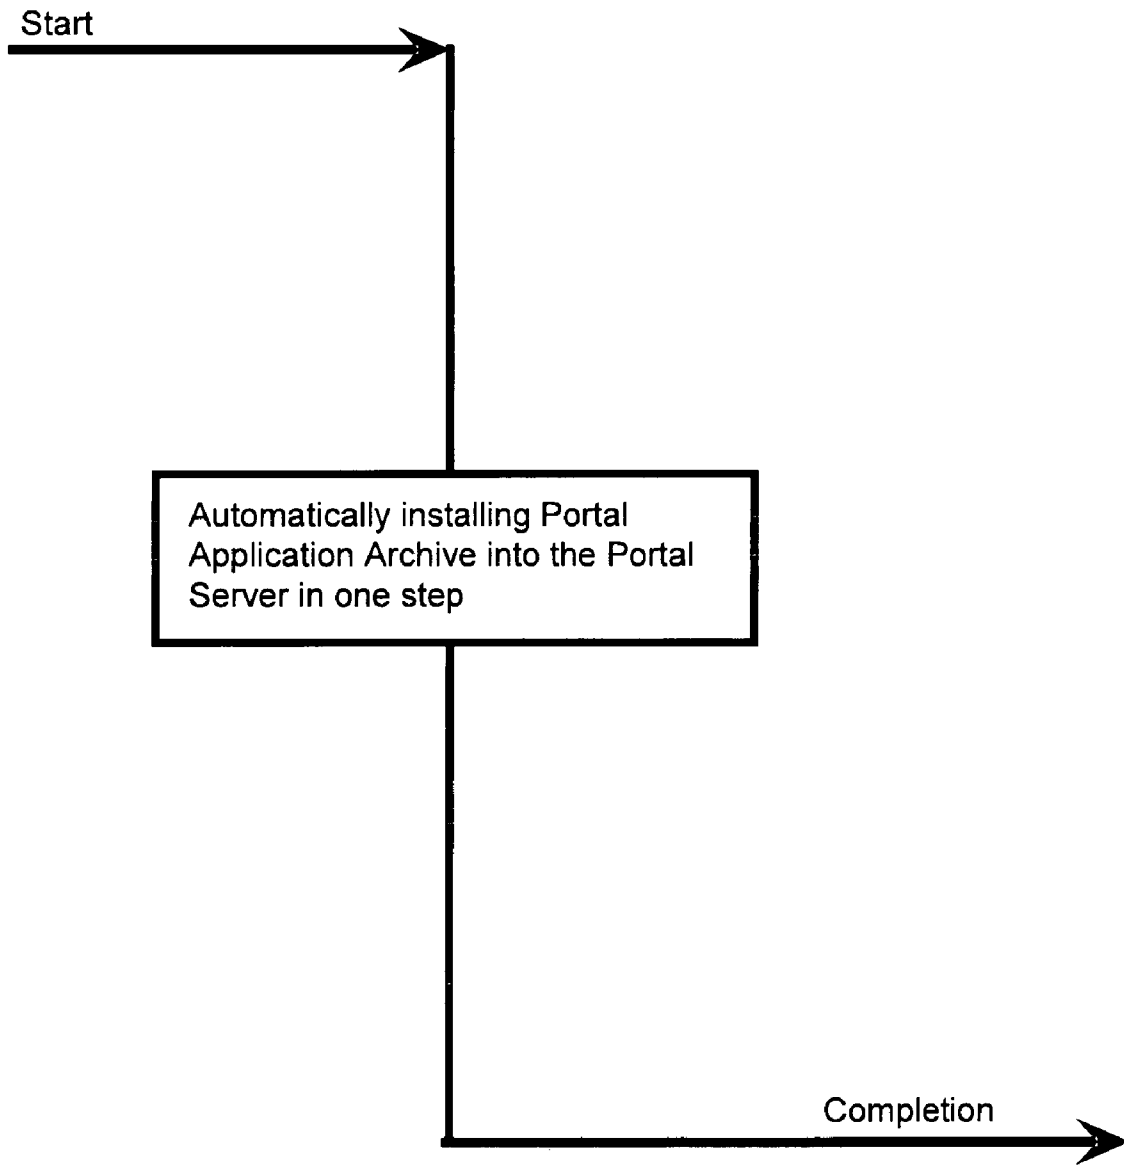 Start
Automatically installing Portal
Application Archive into the Portal
Server in one step
Completion